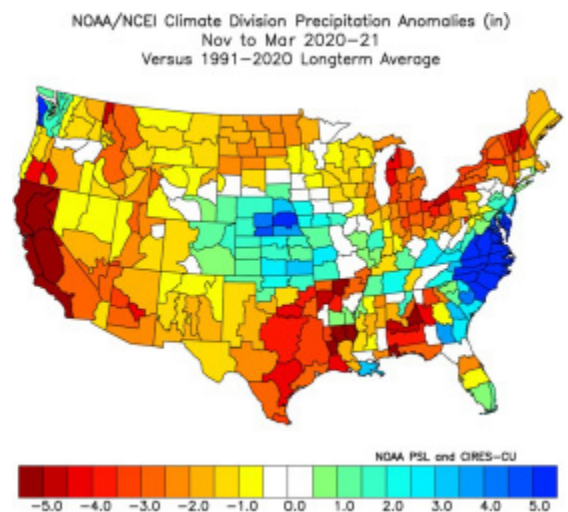 NOAA/NCEI Climate Division Precipitation Anomalies (in)
Nov to Mar 2020-21
Versus 1991-2020 Longterm Average
NOAA PSL and CIRES-CU
-5.0 -4.0 -3.0 -2.0 -1.0 0.0 1.0 2.0 3.0 4.0 5.0